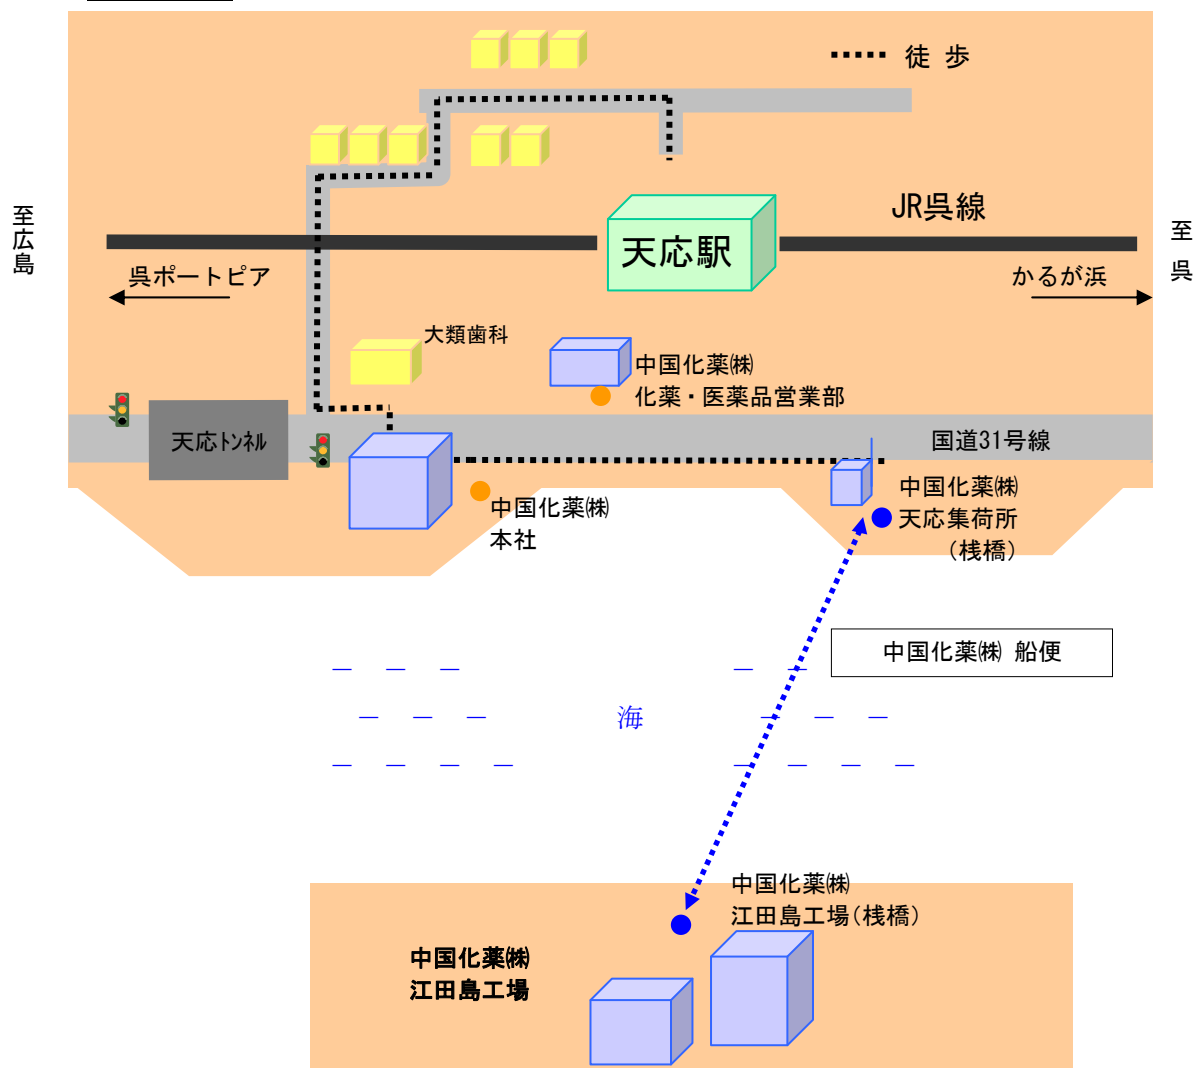 徒 歩
JR呉線
至広島
至 呉
天応駅
呉ポートピア
かるが浜
大類歯科
中国化薬㈱
化薬・医薬品営業部
天応ﾄﾝﾈﾙ
国道31号線
中国化薬㈱
本社
中国化薬㈱
天応集荷所
（桟橋）
中国化薬㈱ 船便
海
中国化薬㈱
江田島工場（桟橋）
中国化薬㈱
江田島工場